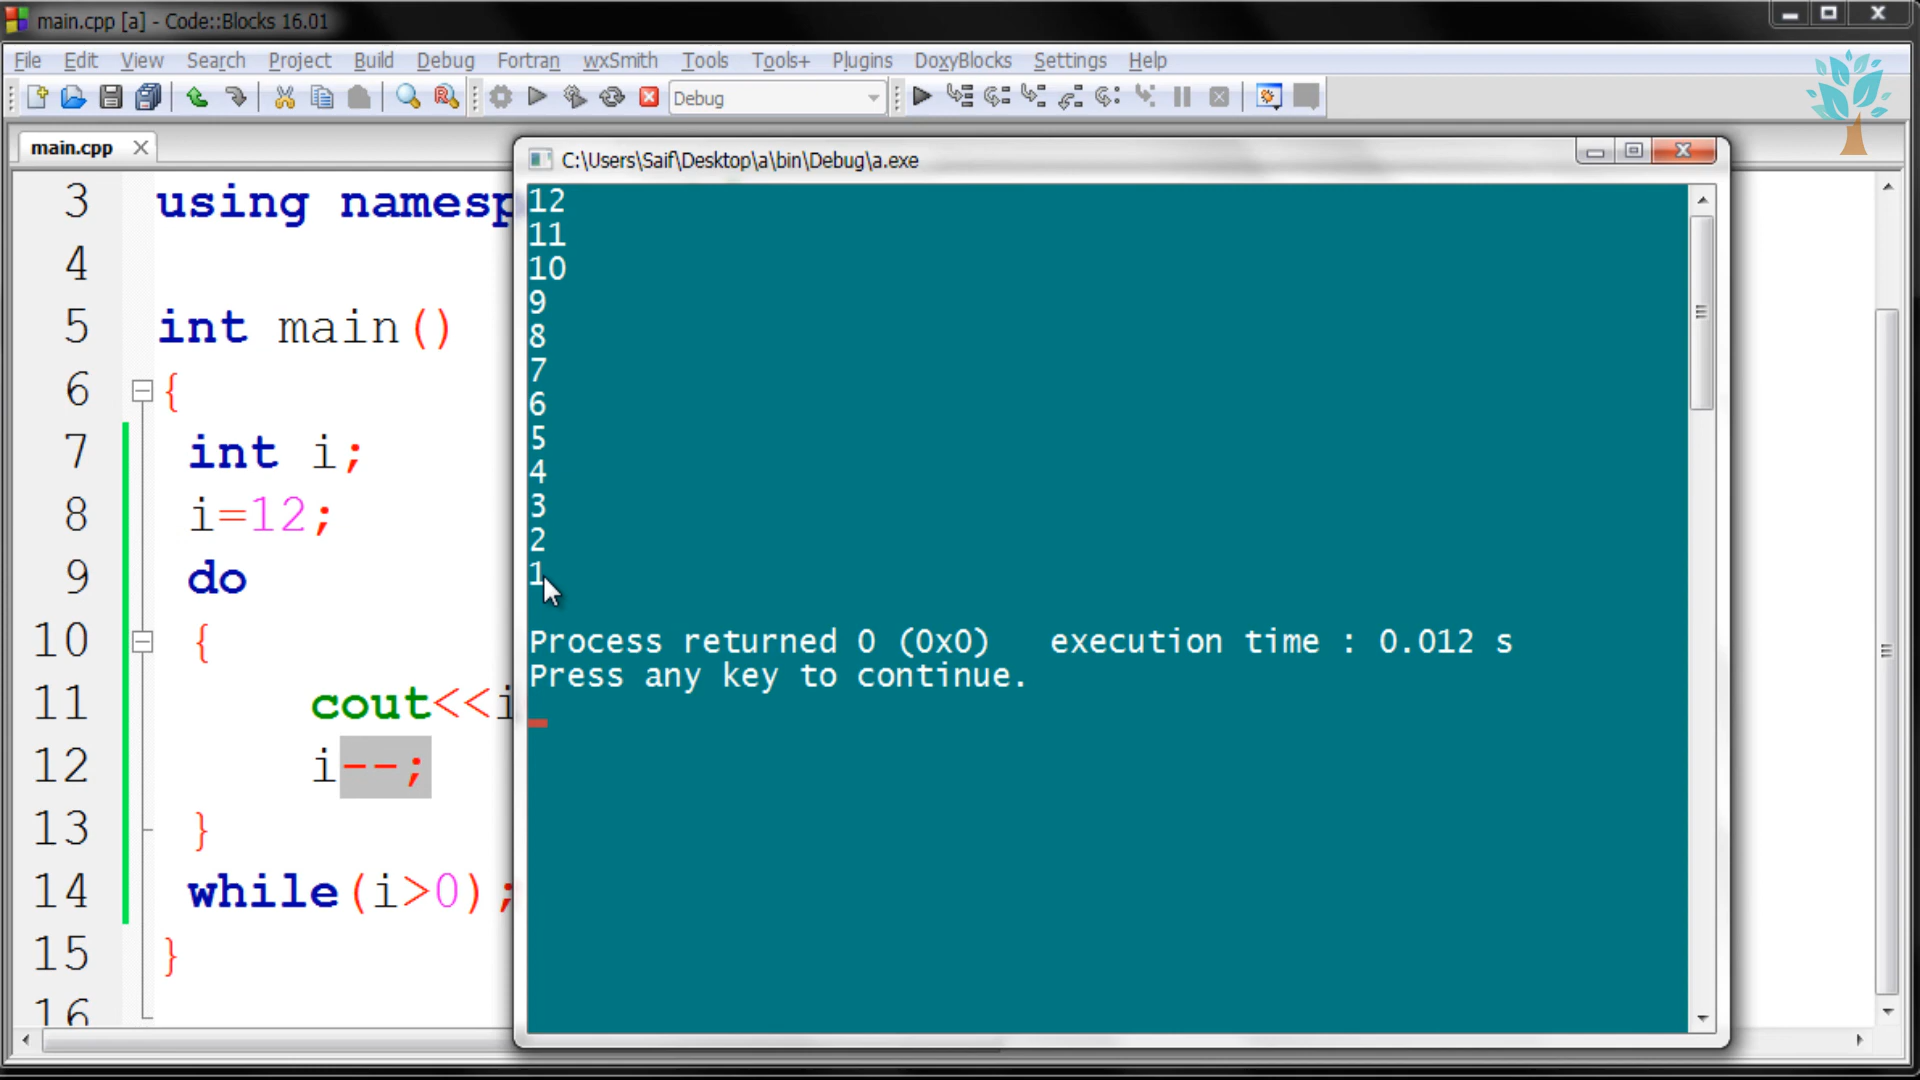 main.cpp [a] - Code::Blocks 16.01
File Edit View Search Project Build Debug Fortran wxSmith Tools Tools+ Plugins DoxyBlocks Settings Help
Debug
main.cpp
3 using namesp
4
5 int main()
6 {
7 int i;
8 i=12;
9 do
10 {
11 cout<<i
12 i--;
13 }
14 while(i>0);
15 }
16
C:\Users\Saif\Desktop\a\bin\Debug\a.exe
12
11
10
9
8
7
6
5
4
3
2
1
Process returned 0 (0x0) execution time : 0.012 s
Press any key to continue.